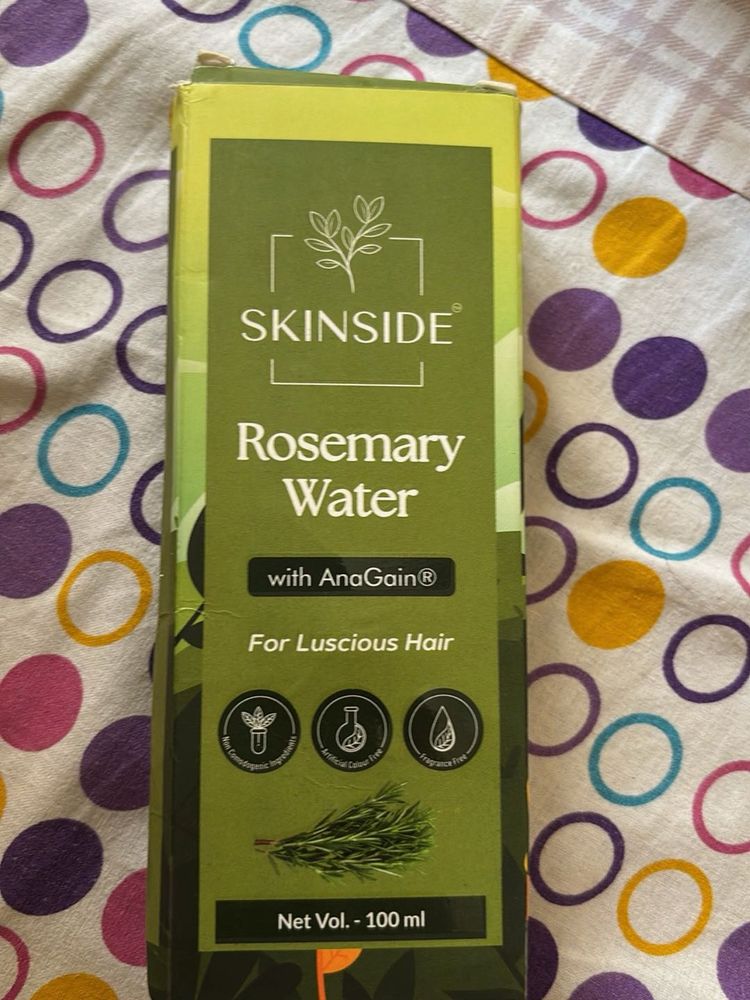 SKINSIDE
Rosemary
Water
with AnaGain®
For Luscious Hair
Non Comodogenic Ingredients
Artificial Colour Free
Fragrance Free
Net Vol. - 100 ml